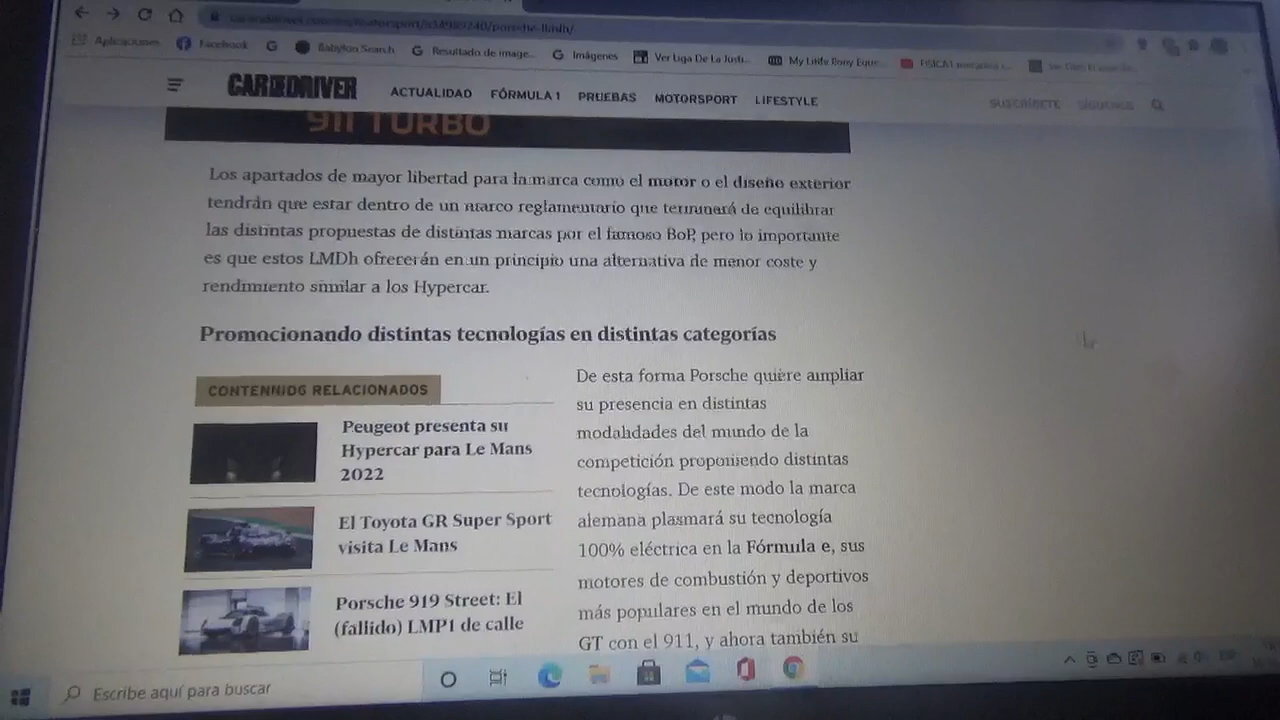 Aplicaciones
Facebook
Babylon Search
Resultado de image...
Imágenes
Ver Liga De La Justi...
CAR AND DRIVER
ACTUALIDAD
FÓRMULA 1
PRUEBAS
MOTORSPORT
LIFESTYLE
SUSCRÍBETE
SÍGUENOS
911 TURBO
Los apartados de mayor libertad para la marca como el motor o el diseño exterior
tendrán que estar dentro de un marco reglamentario que terminará de equilibrar
las distintas propuestas de distintas marcas por el famoso BoP, pero lo importante
es que estos LMDh ofrecerán en un principio una alternativa de menor coste y
rendimiento similar a los Hypercar.
Promocionando distintas tecnologías en distintas categorías
CONTENIDOS RELACIONADOS
Peugeot presenta su
Hypercar para Le Mans
2022
El Toyota GR Super Sport
visita Le Mans
Porsche 919 Street: El
(fallido) LMP1 de calle
De esta forma Porsche quiere ampliar
su presencia en distintas
modalidades del mundo de la
competición proponiendo distintas
tecnologías. De este modo la marca
alemana plasmará su tecnología
100% eléctrica en la Fórmula e, sus
motores de combustión y deportivos
más populares en el mundo de los
GT con el 911, y ahora también su
Escribe aquí para buscar